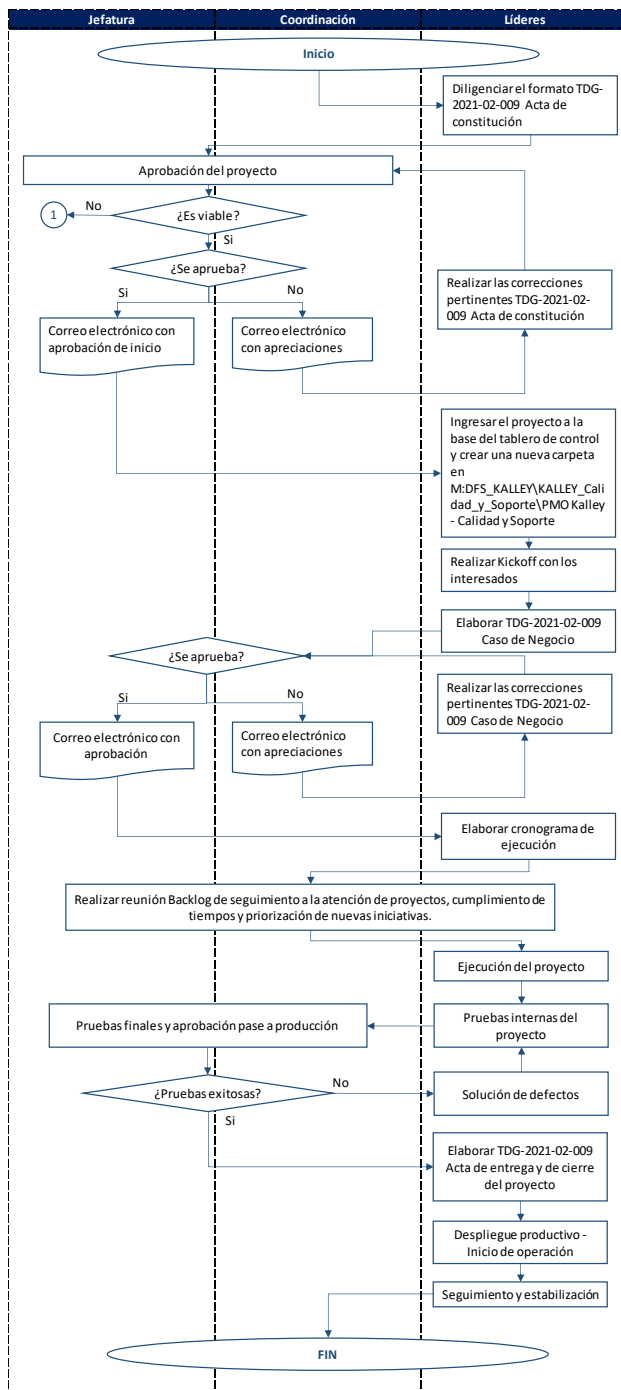 Jefatura
Coordinación
Líderes
Inicio
Diligenciar el formato TDG-
2021-02-009 Acta de
constitución
Aprobación del proyecto
¿Es viable?
No
1
Si
¿Se aprueba?
Si
No
Correo electrónico con
aprobación de inicio
Correo electrónico
con apreciaciones
Realizar las correcciones
pertinentes TDG-2021-02-
009 Acta de constitución
Ingresar el proyecto a la
base del tablero de control
y crear una nueva carpeta
en
M:DFS_KALLEY\KALLEY_Cali
dad_y_Soporte\PMO Kalley
- Calidad y Soporte
Realizar Kickoff con los
interesados
Elaborar TDG-2021-02-009
Caso de Negocio
¿Se aprueba?
Si
No
Correo electrónico con
aprobación
Correo electrónico
con apreciaciones
Realizar las correcciones
pertinentes TDG-2021-02-
009 Caso de Negocio
Elaborar cronograma de
ejecución
Realizar reunión Backlog de seguimiento a la atención de proyectos, cumplimiento de
tiempos y priorización de nuevas iniciativas.
Ejecución del proyecto
Pruebas internas del
proyecto
Pruebas finales y aprobación pase a producción
¿Pruebas exitosas?
No
Si
Solución de defectos
Elaborar TDG-2021-02-009
Acta de entrega y de cierre
del proyecto
Despliegue productivo -
Inicio de operación
Seguimiento y estabilización
FIN